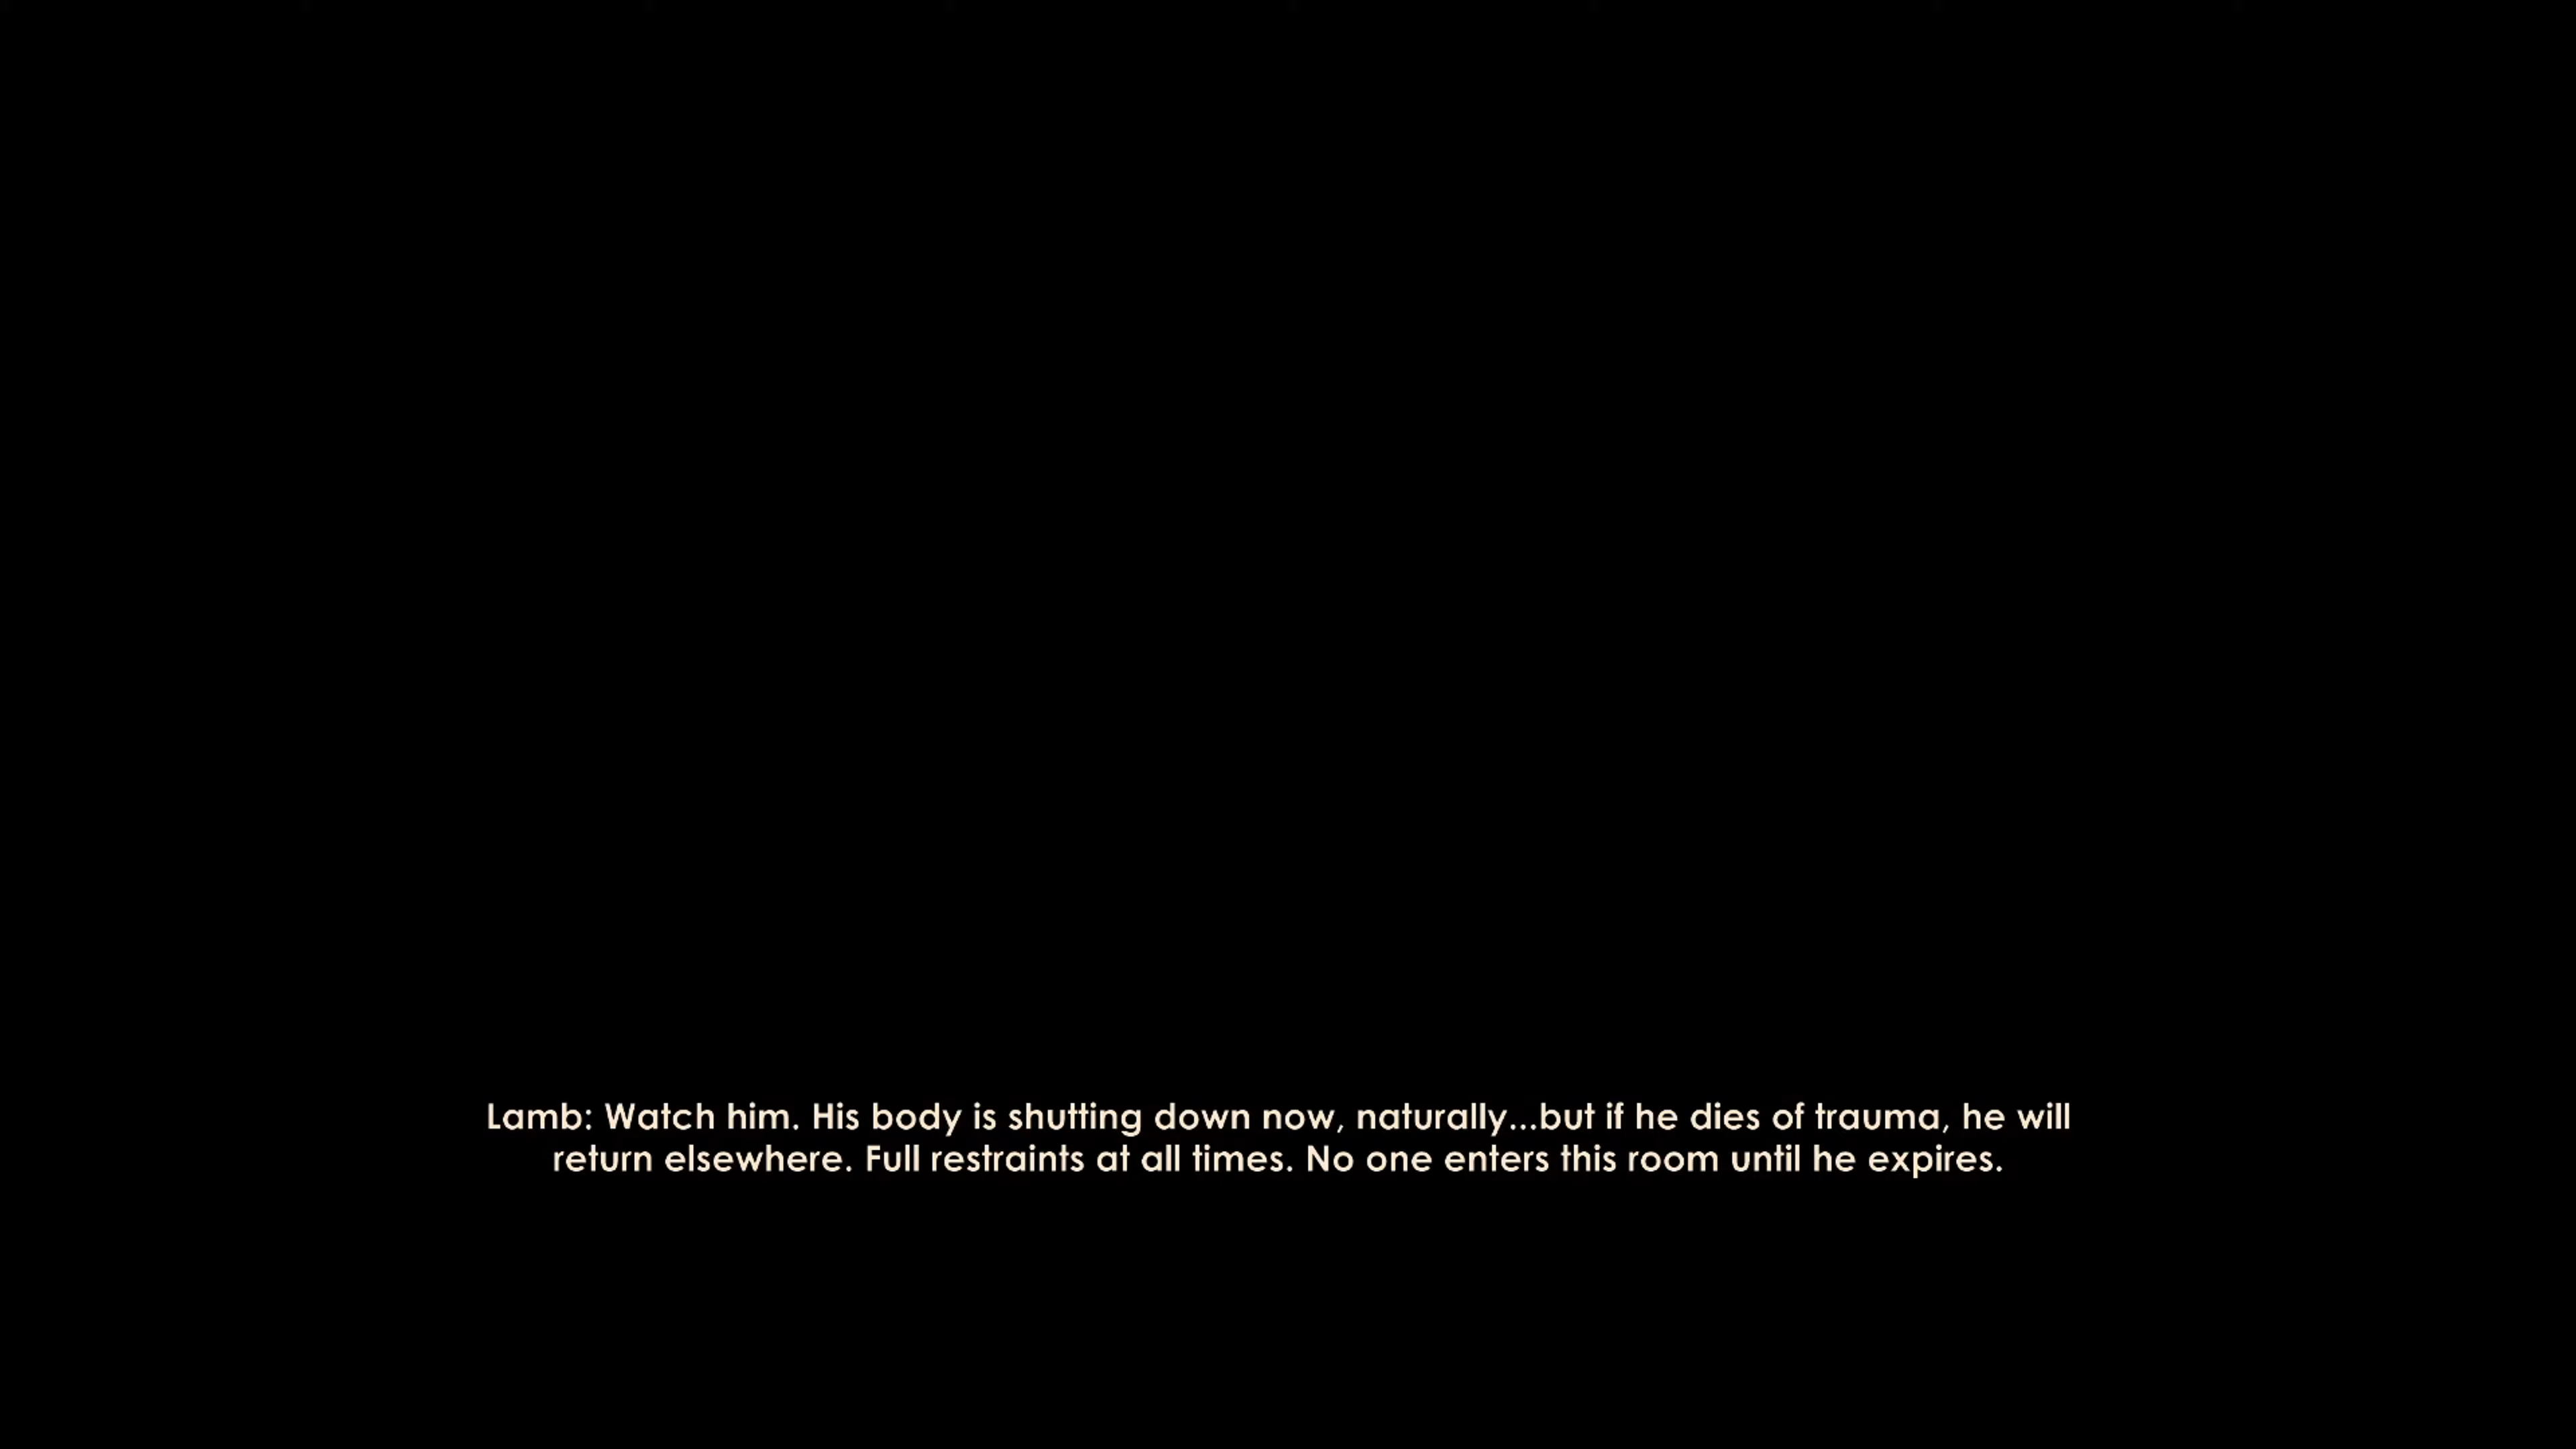 Lamb: Watch him. His body is shutting down now, naturally...but if he dies of trauma, he will
return elsewhere. Full restraints at all times. No one enters this room until he expires.